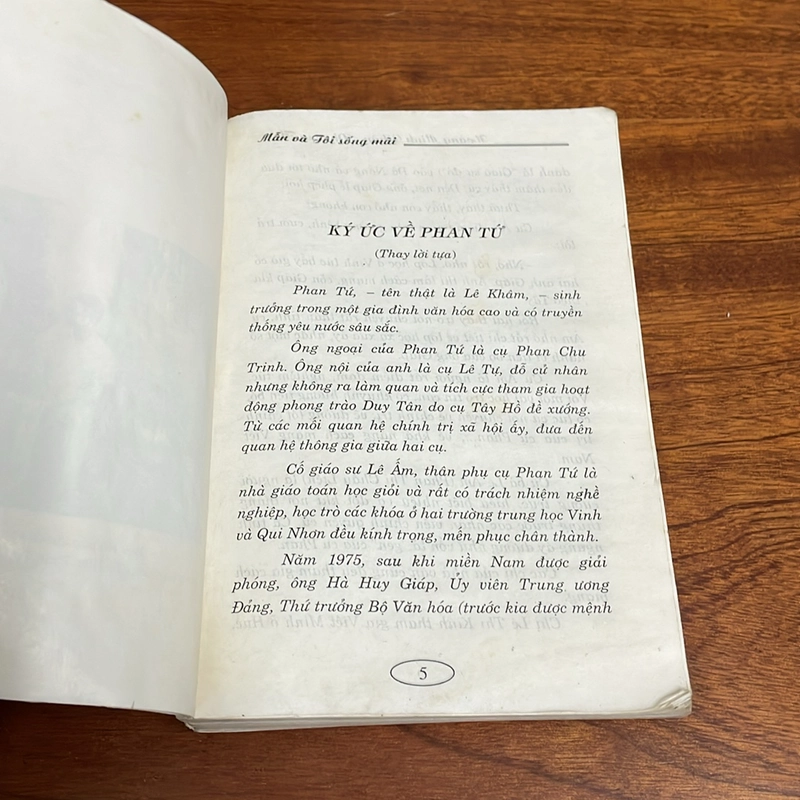 Mẫn và Tôi sống mãi
KÝ ỨC VỀ PHAN TỨ
(Thay lời tựa)
Phan Tứ, – tên thật là Lê Khâm, – sinh
trưởng trong một gia đình văn hóa cao và có truyền
thống yêu nước sâu sắc.
Ông ngoại của Phan Tứ là cụ Phan Chu
Trinh. Ông nội của anh là cụ Lê Tự, đỗ cử nhân
nhưng không ra làm quan và tích cực tham gia hoạt
động phong trào Duy Tân do cụ Tây Hồ đề xướng.
Từ các mối quan hệ chính trị xã hội ấy, đưa đến
quan hệ thông gia giữa hai cụ.
Cố giáo sư Lê Ấm, thân phụ cụ Phan Tứ là
nhà giáo toán học giỏi và rất có trách nhiệm nghề
nghiệp, học trò các khóa ở hai trường trung học Vinh
và Qui Nhơn đều kính trọng, mến phục chân thành.
Năm 1975, sau khi miền Nam được giải
phóng, ông Hà Huy Giáp, Ủy viên Trung ương
Đảng, Thứ trưởng Bộ Văn hóa (trước kia được mệnh
5